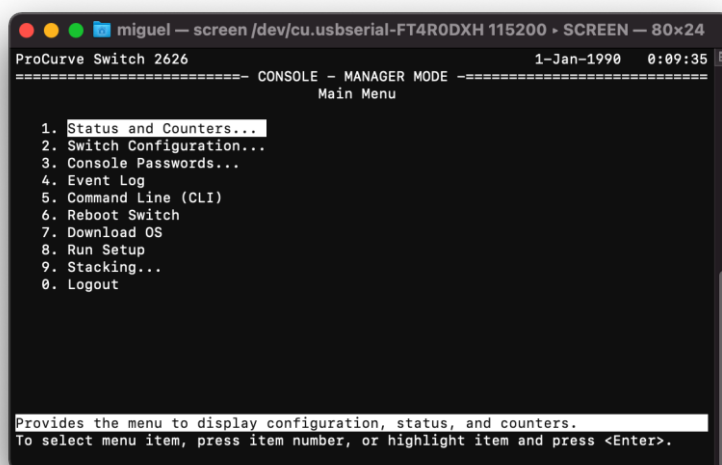 miguel — screen /dev/cu.usbserial-FT4R0DXH 115200 ▸ SCREEN — 80×24
ProCurve Switch 2626 1-Jan-1990 0:09:35
==========================- CONSOLE - MANAGER MODE -============================
Main Menu
1. Status and Counters...
2. Switch Configuration...
3. Console Passwords...
4. Event Log
5. Command Line (CLI)
6. Reboot Switch
7. Download OS
8. Run Setup
9. Stacking...
0. Logout
Provides the menu to display configuration, status, and counters.
To select menu item, press item number, or highlight item and press <Enter>.